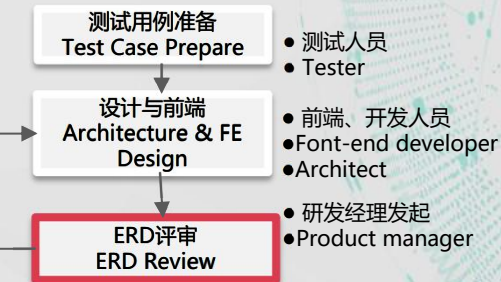 测试用例准备
Test Case Prepare
● 测试人员
● Tester
设计与前端
Architecture & FE
Design
● 前端、开发人员
●Font-end developer
●Architect
ERD评审
ERD Review
● 研发经理发起
●Product manager